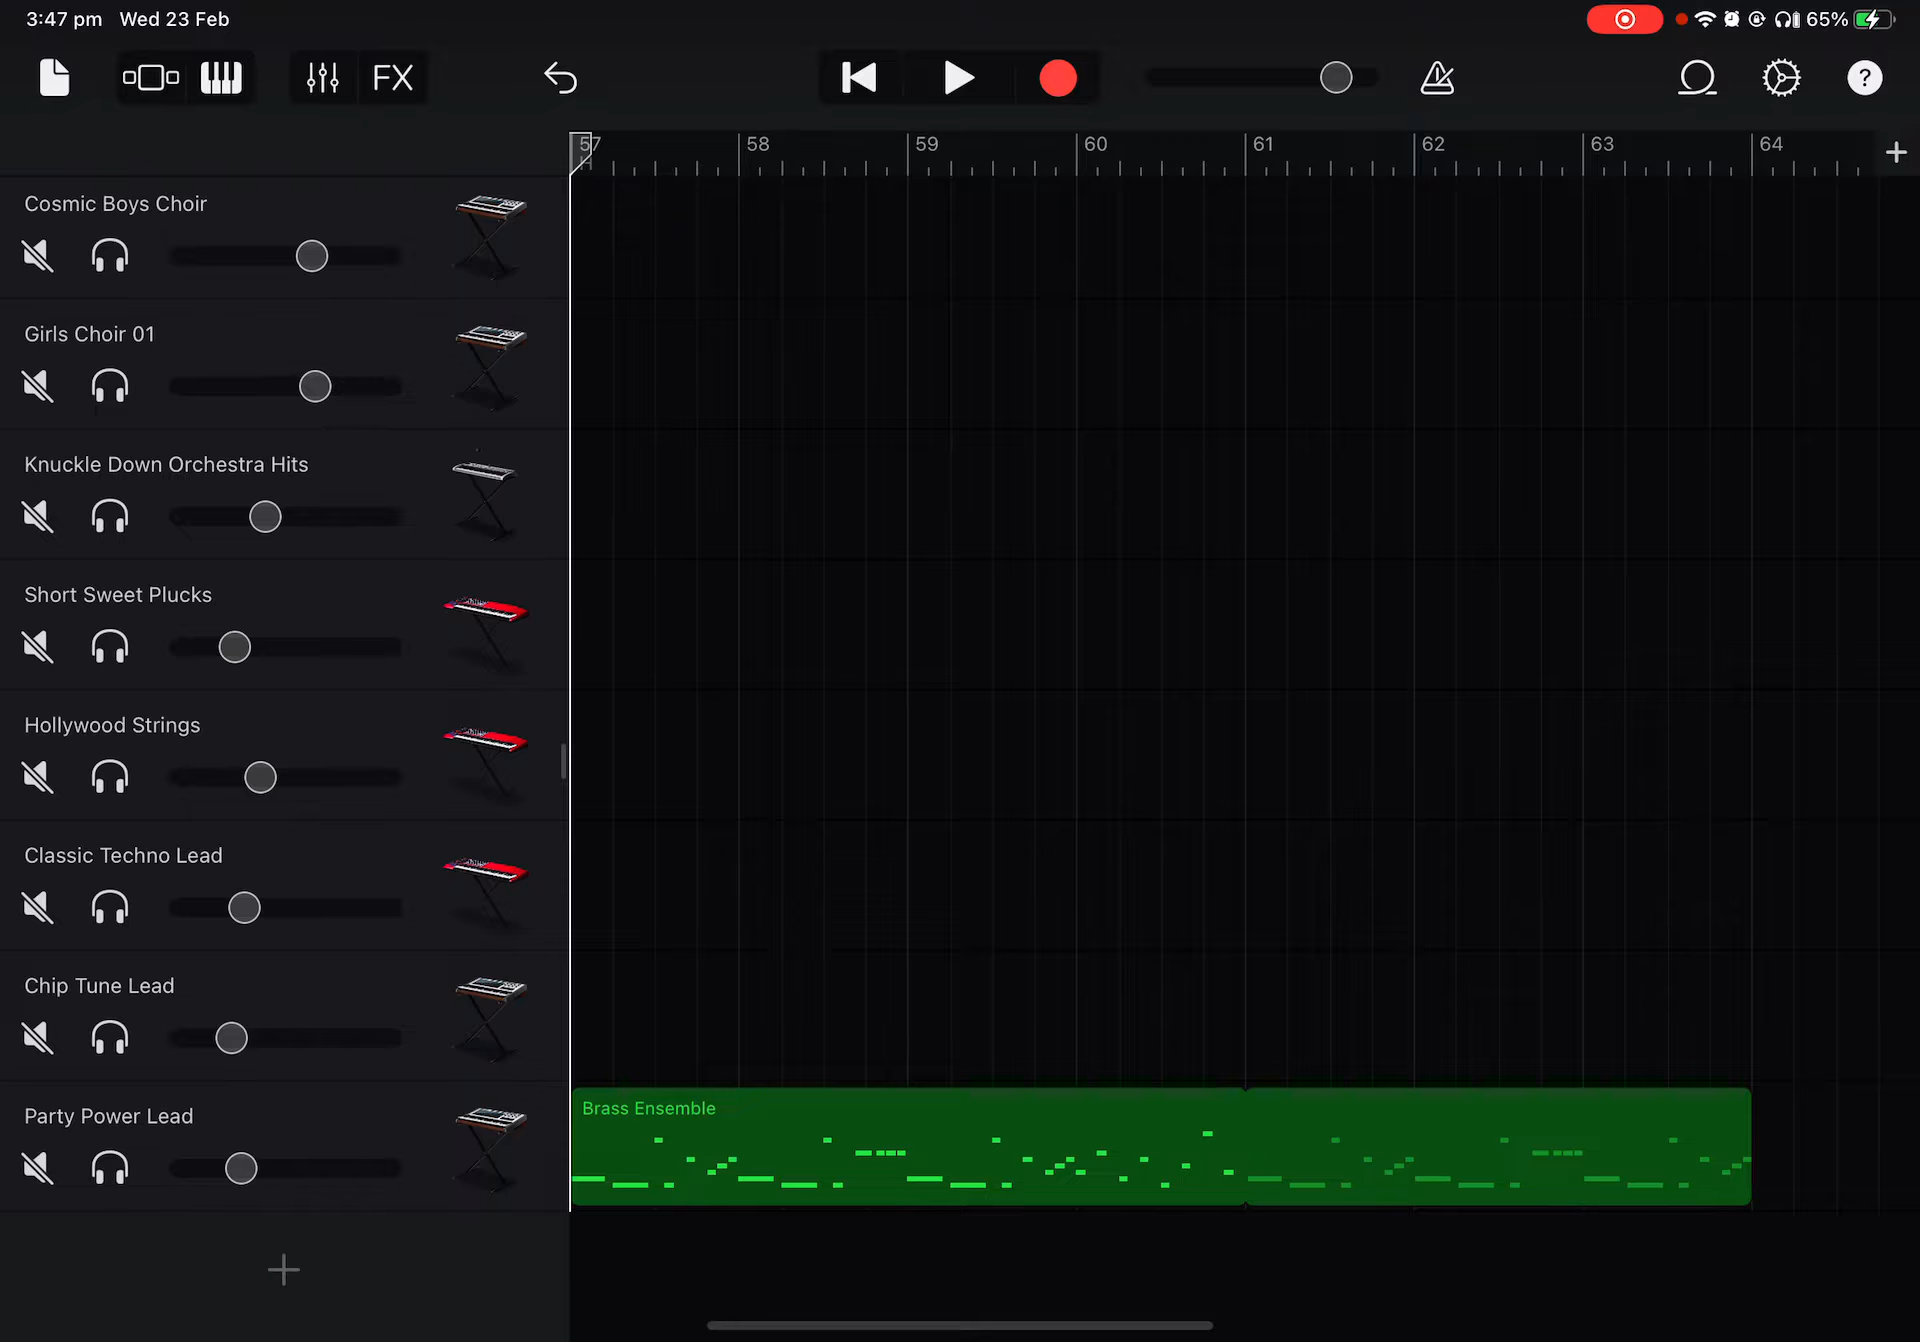 3:47 pm Wed 23 Feb
65%
FX
?
57 58 59 60 61 62 63 64
H
Cosmic Boys Choir
Girls Choir 01
Knuckle Down Orchestra Hits
Short Sweet Plucks
Hollywood Strings
Classic Techno Lead
Chip Tune Lead
Party Power Lead
Brass Ensemble